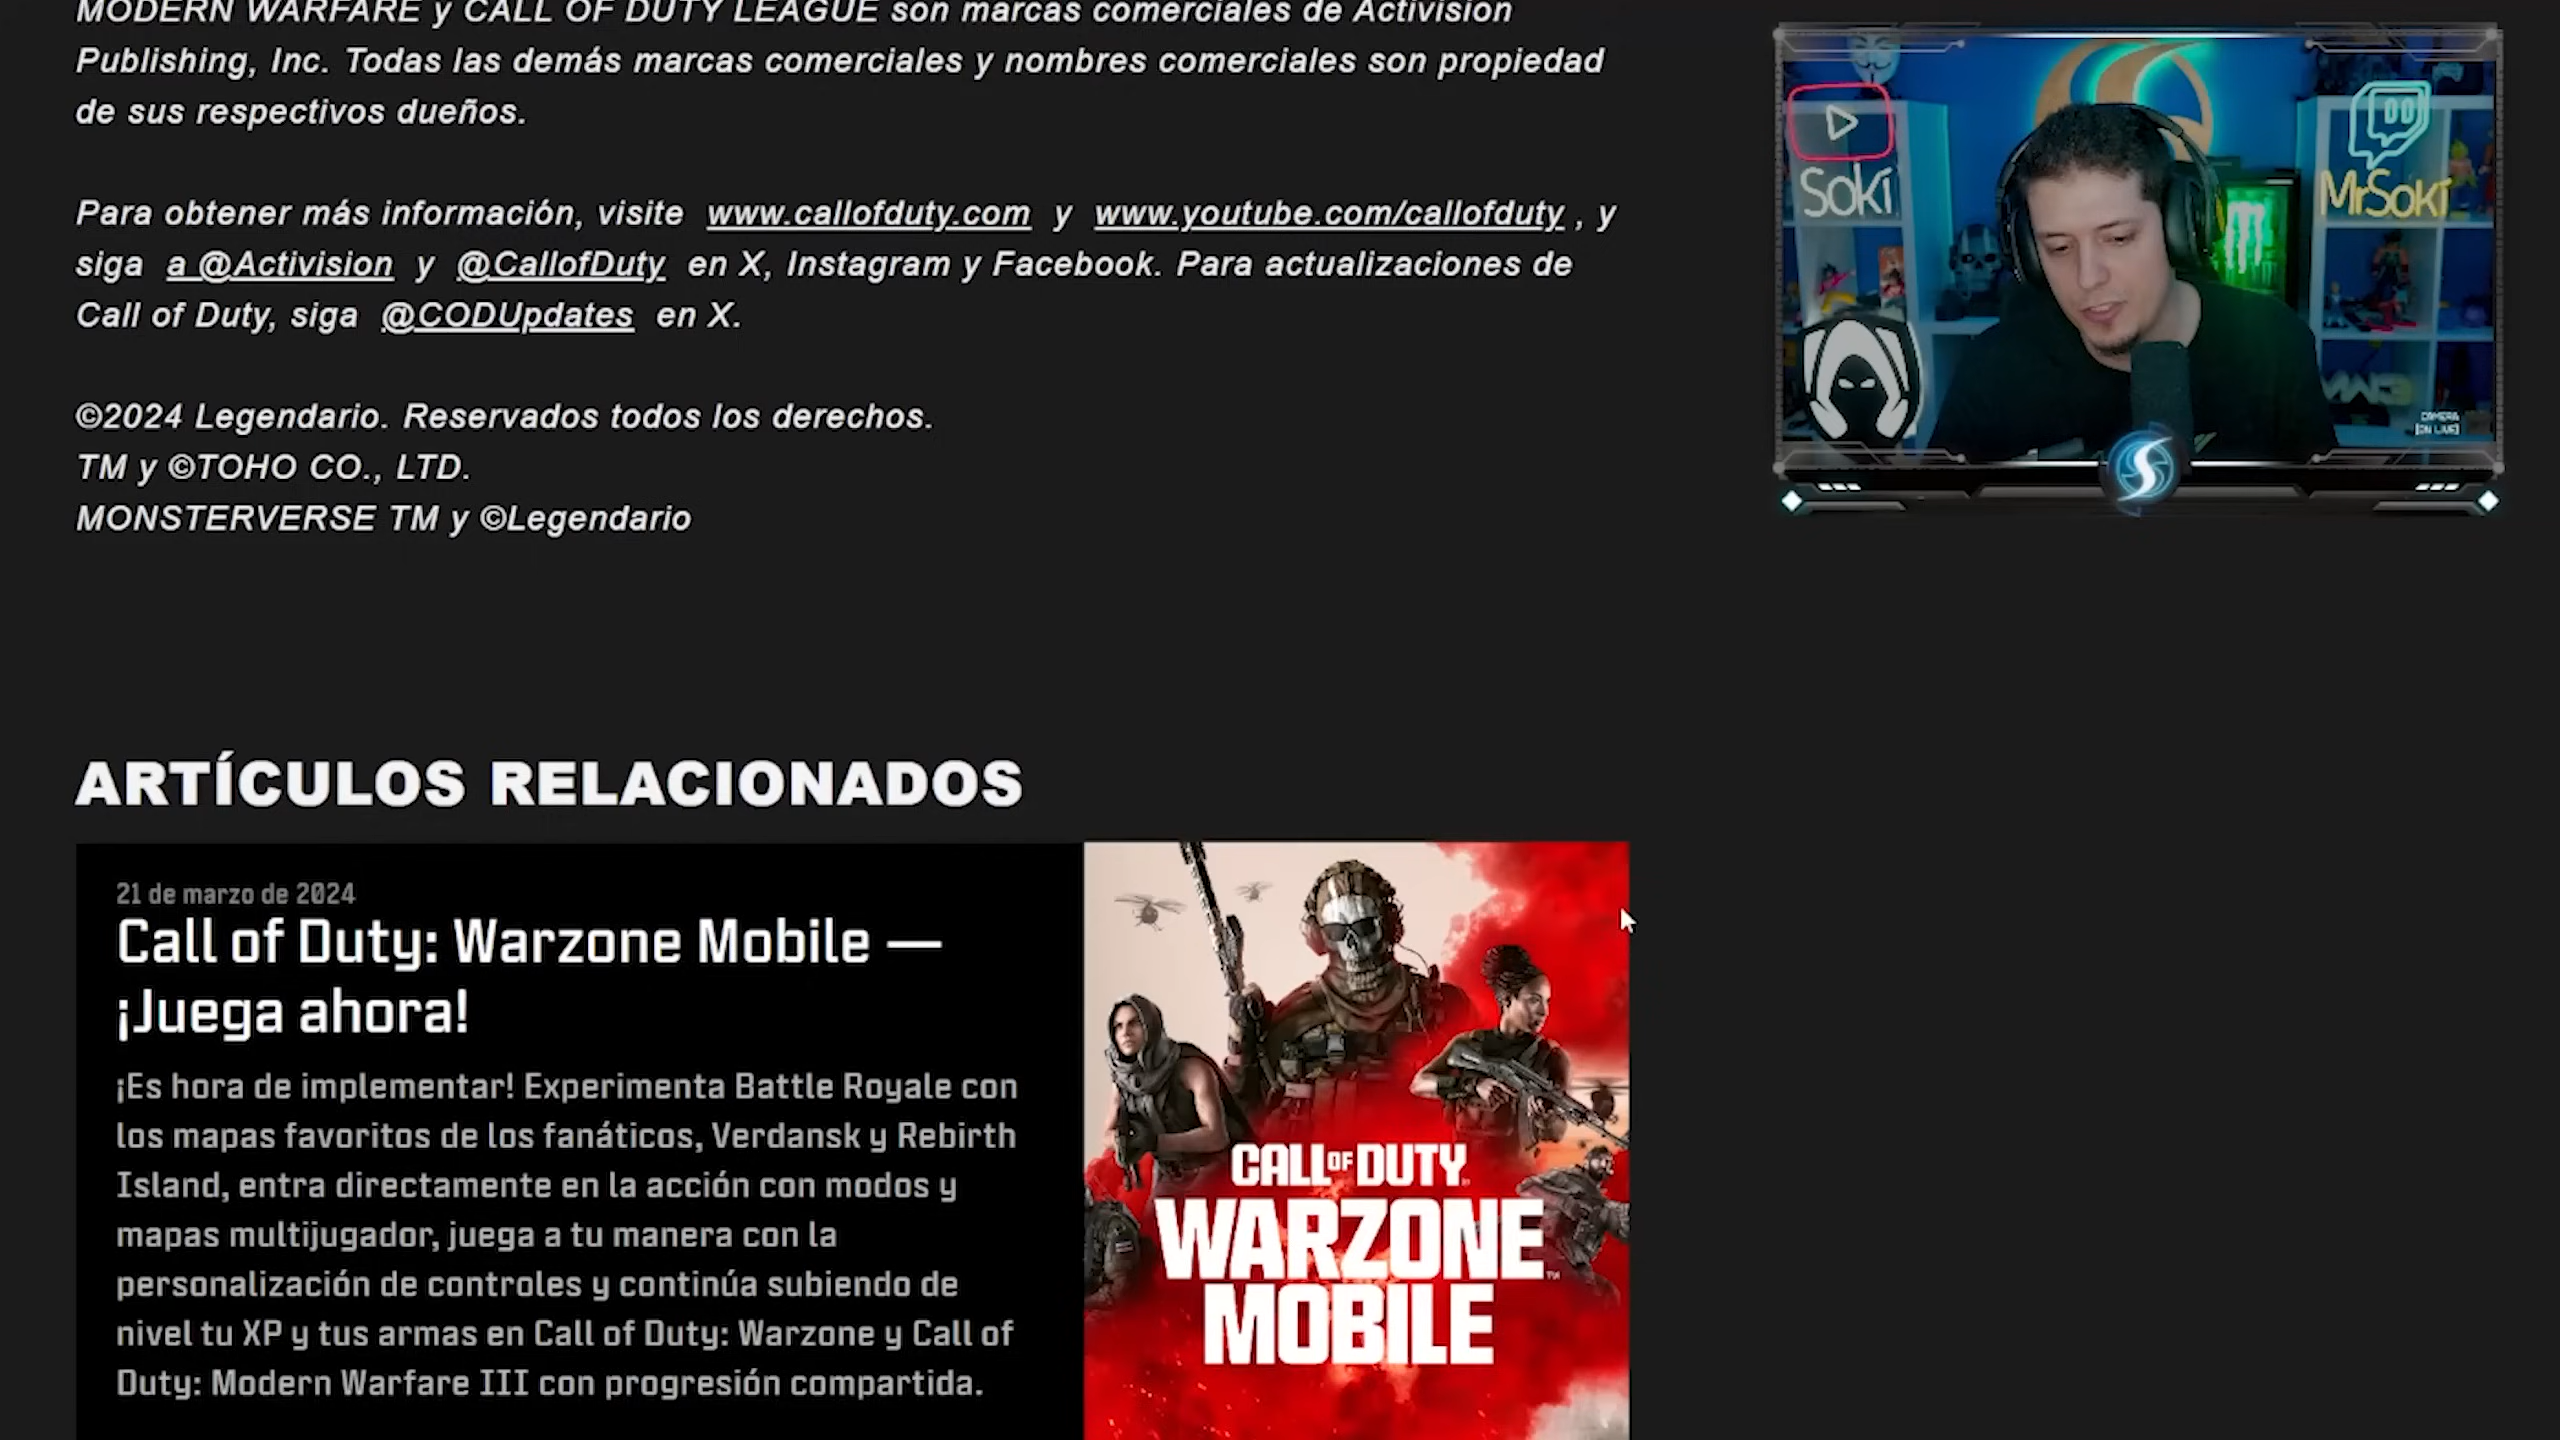 MODERN WARFARE y CALL OF DUTY LEAGUE son marcas comerciales de Activision
Publishing, Inc. Todas las demás marcas comerciales y nombres comerciales son propiedad
de sus respectivos dueños.
Para obtener más información, visite www.callofduty.com y www.youtube.com/callofduty , y
siga a @Activision y @CallofDuty en X, Instagram y Facebook. Para actualizaciones de
Call of Duty, siga @CODUpdates en X.
©2024 Legendario. Reservados todos los derechos.
TM y ©TOHO CO., LTD.
MONSTERVERSE TM y ©Legendario
Soki
MrSoki
CAMERA
[ON LIVE]
ARTÍCULOS RELACIONADOS
21 de marzo de 2024
Call of Duty: Warzone Mobile —
¡Juega ahora!
¡Es hora de implementar! Experimenta Battle Royale con
los mapas favoritos de los fanáticos, Verdansk y Rebirth
Island, entra directamente en la acción con modos y
mapas multijugador, juega a tu manera con la
personalización de controles y continúa subiendo de
nivel tu XP y tus armas en Call of Duty: Warzone y Call of
Duty: Modern Warfare III con progresión compartida.
CALL OF DUTY
WARZONE™
MOBILE